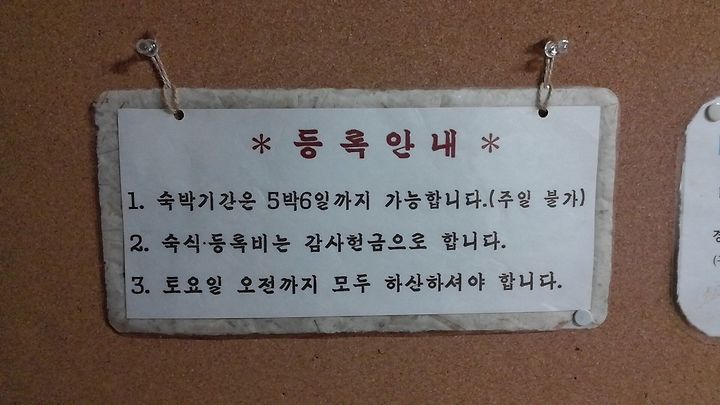 * 등록안내 *
1. 숙박기간은 5박6일까지 가능합니다.(주일 불가)
2. 숙식·등록비는 감사헌금으로 합니다.
3. 토요일 오전까지 모두 하산하셔야 합니다.